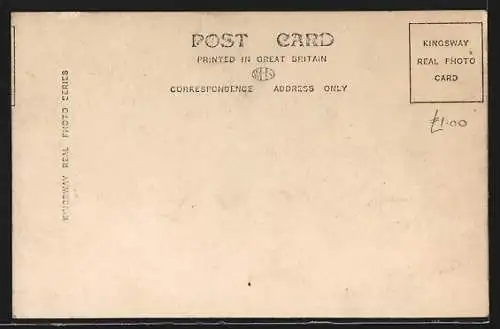 POST CARD
PRINTED IN GREAT BRITAIN
CORRESPONDENCE ADDRESS ONLY
KINGSWAY
REAL PHOTO
CARD
£1.00
KINGSWAY REAL PHOTO SERIES